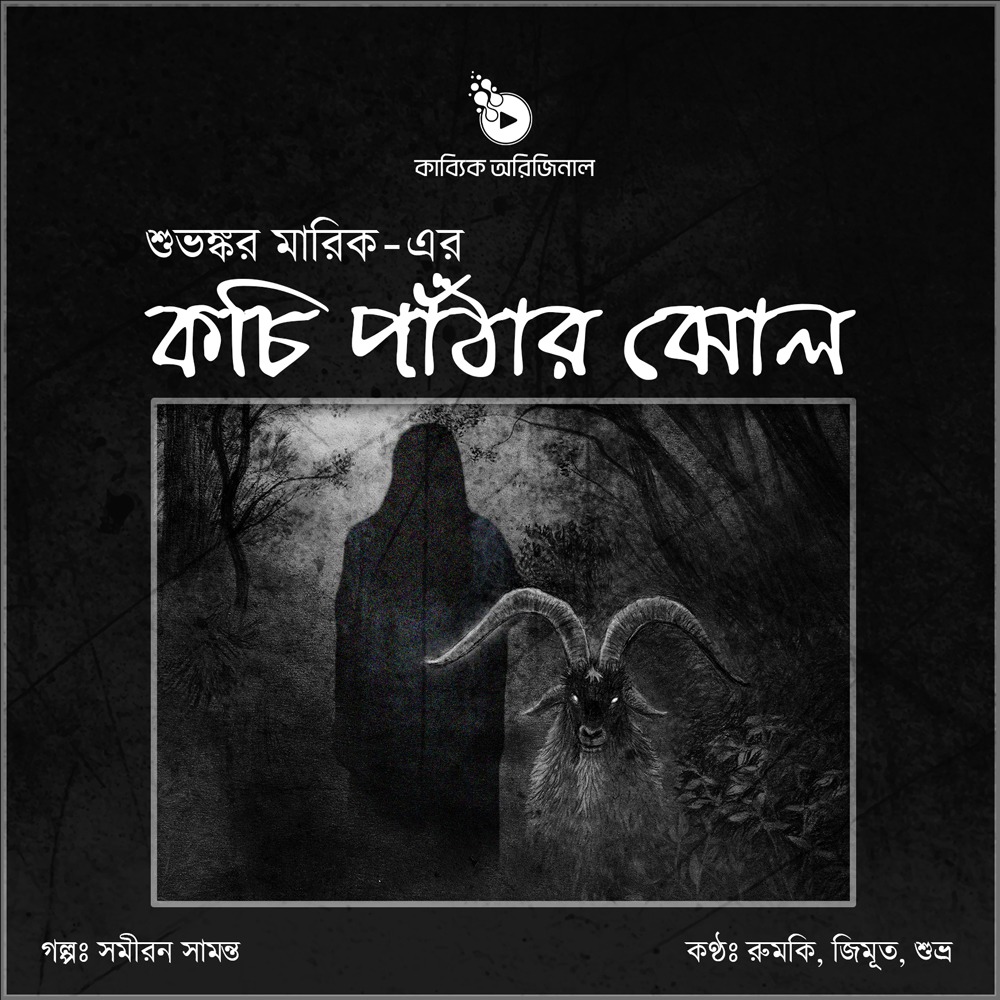 কাব্যিক অরিজিনাল
শুভঙ্কর মারিক-এর
কচি পাঁঠার ঝোল
গল্পঃ সমীরন সামন্ত
কণ্ঠঃ রুমকি, জিমূত, শুভ্র